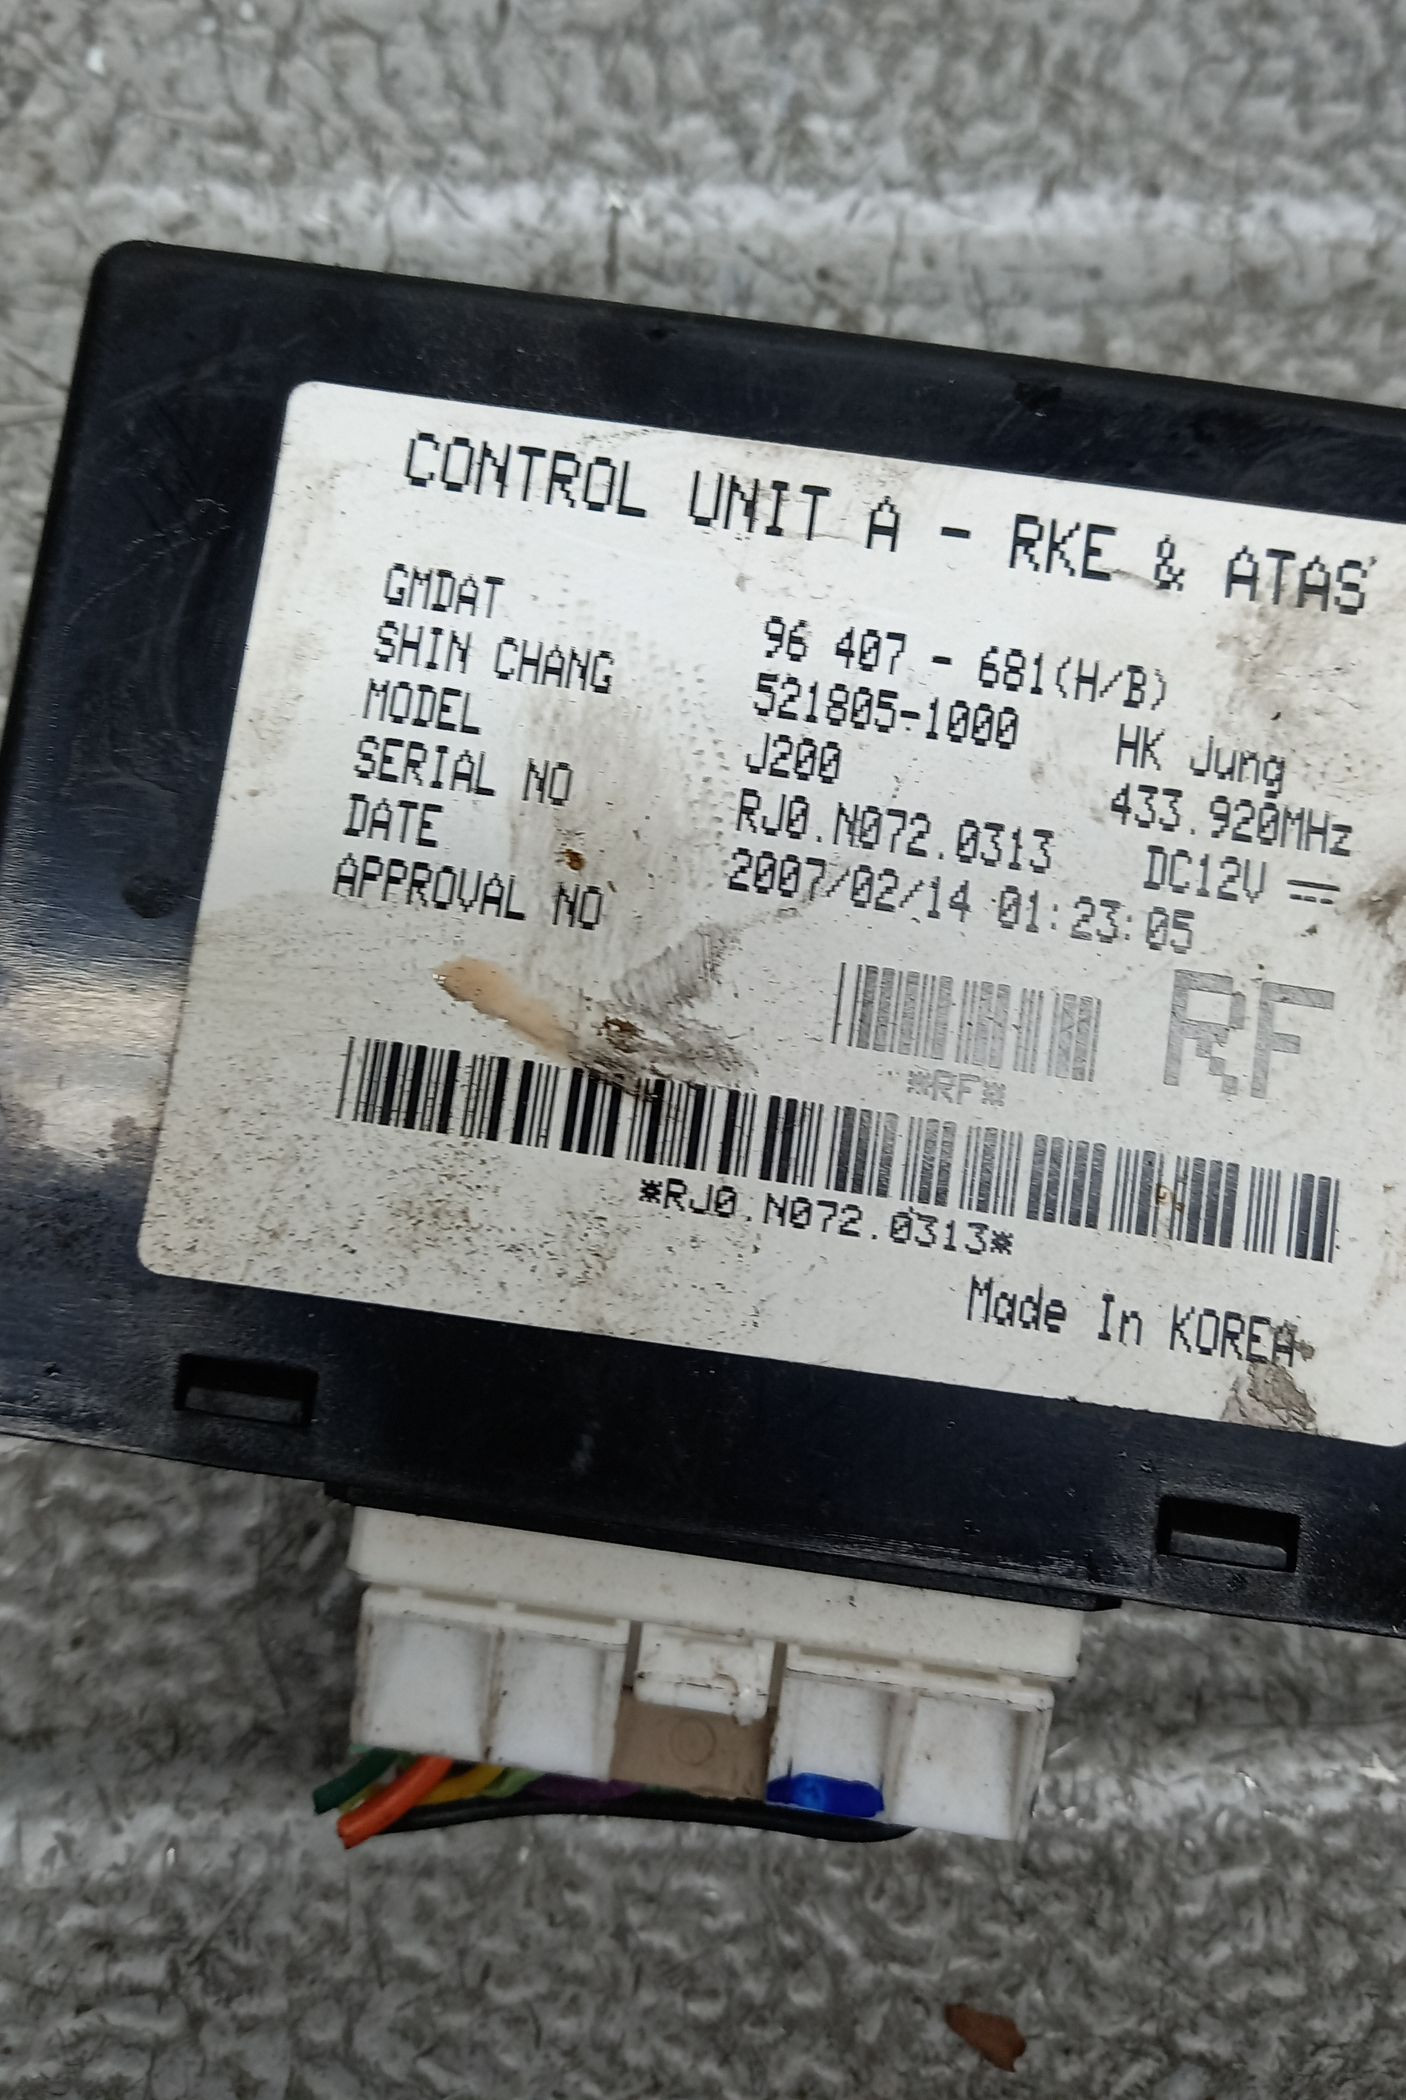 CONTROL UNIT A - RKE & ATAS
GMDAT 96 407 - 681(H/B)
SHIN CHANG 521805-1000 HK Jung
MODEL J200 433.920MHz
SERIAL NO RJ0.N072.0313 DC12V
DATE 2007/02/14 01:23:05
APPROVAL NO
RF
*RF*
*RJ0.N072.0313*
Made In KOREA